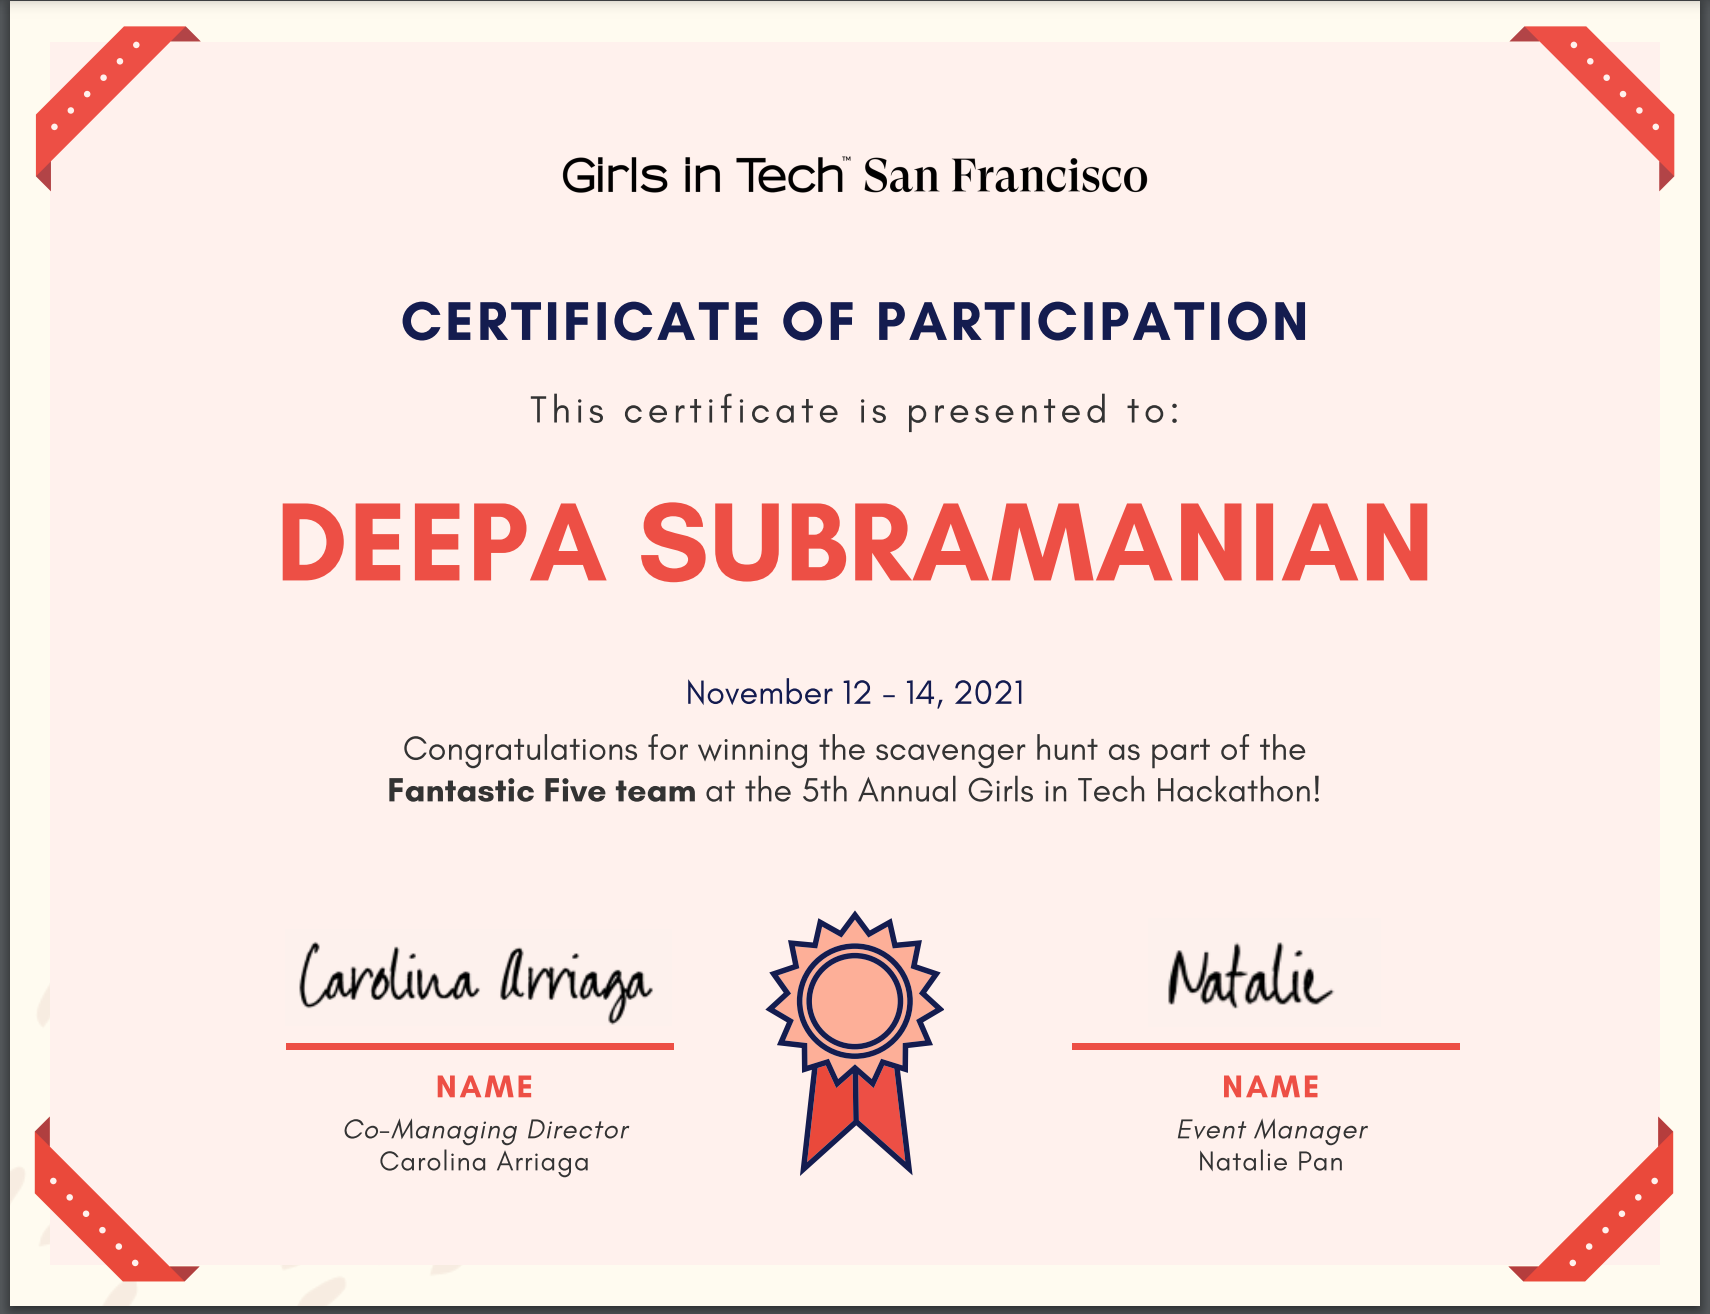 Girls in Tech™ San Francisco
CERTIFICATE OF PARTICIPATION
This certificate is presented to:
DEEPA SUBRAMANIAN
November 12 - 14, 2021
Congratulations for winning the scavenger hunt as part of the
Fantastic Five team at the 5th Annual Girls in Tech Hackathon!
Carolina Arriaga
NAME
Co-Managing Director
Carolina Arriaga
Natalie
NAME
Event Manager
Natalie Pan